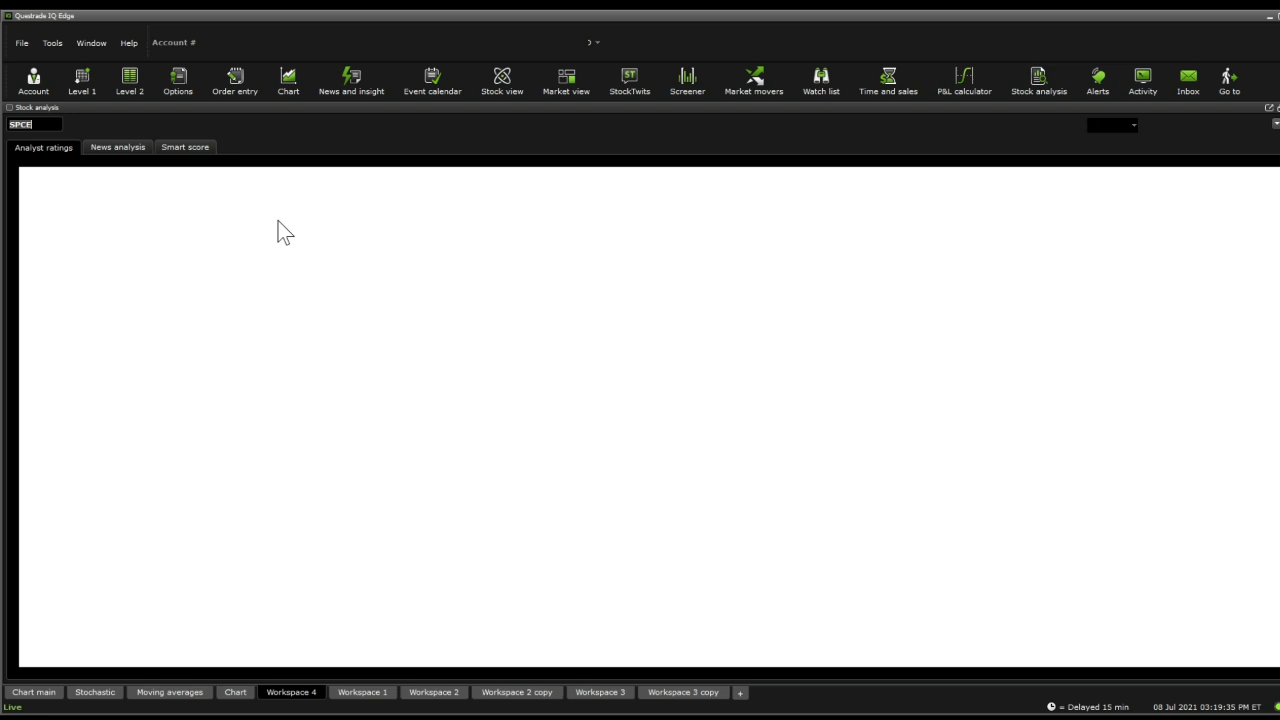 Questrade IQ Edge
File Tools Window Help Account #
Account Level 1 Level 2 Options Order entry Chart News and insight Event calendar Stock view Market view StockTwits Screener Market movers Watch list Time and sales P&L calculator Stock analysis Alerts Activity Inbox Go to
Stock analysis
SPCE
Analyst ratings News analysis Smart score
Chart main Stochastic Moving averages Chart Workspace 4 Workspace 1 Workspace 2 Workspace 2 copy Workspace 3 Workspace 3 copy +
Live = Delayed 15 min 08 Jul 2021 03:19:35 PM ET